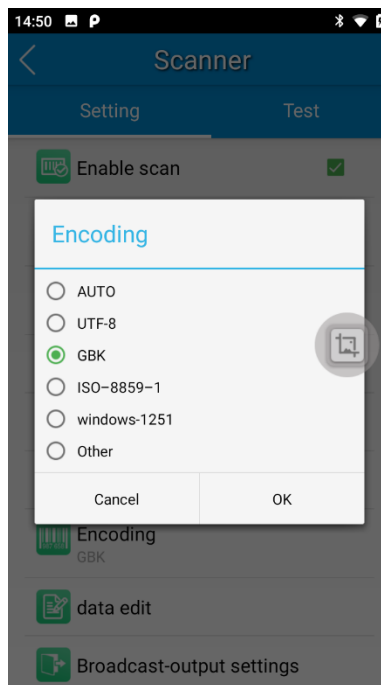 14:50
Scanner
Setting Test
Enable scan
Encoding
AUTO
UTF-8
GBK
ISO–8859–1
windows-1251
Other
Cancel OK
Encoding
GBK
data edit
Broadcast-output settings